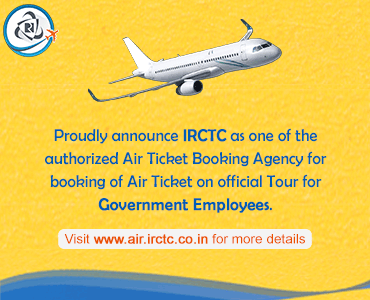 Proudly announce IRCTC as one of the
authorized Air Ticket Booking Agency for
booking of Air Ticket on official Tour for
Government Employees.
Visit www.air.irctc.co.in for more details